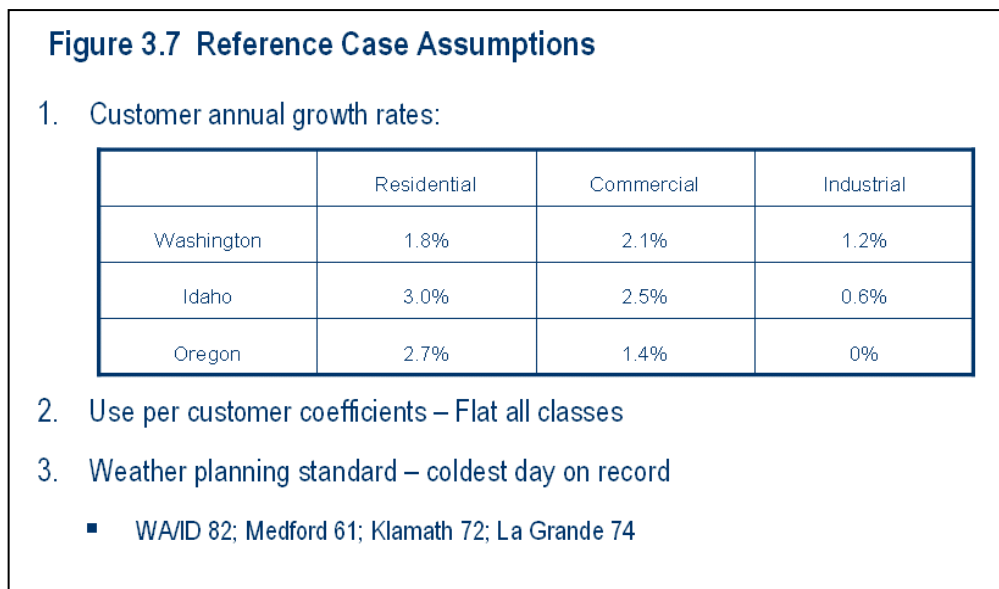 Figure 3.7 Reference Case Assumptions
1. Customer annual growth rates:
Residential Commercial Industrial
Washington 1.8% 2.1% 1.2%
Idaho 3.0% 2.5% 0.6%
Oregon 2.7% 1.4% 0%
2. Use per customer coefficients – Flat all classes
3. Weather planning standard – coldest day on record
▪ WA/ID 82; Medford 61; Klamath 72; La Grande 74